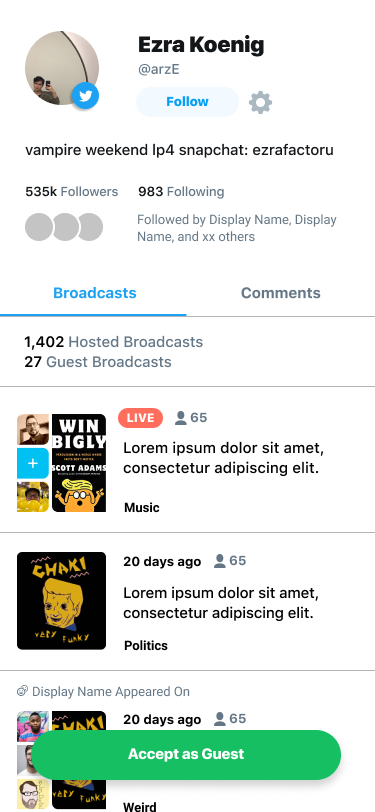 Ezra Koenig
@arzE
Follow
vampire weekend lp4 snapchat: ezrafactoru
535k Followers 983 Following
Followed by Display Name, Display
Name, and xx others
Broadcasts Comments
1,402 Hosted Broadcasts
27 Guest Broadcasts
LIVE 65
WIN
BIGLY
SCOTT ADAMS
Lorem ipsum dolor sit amet,
consectetur adipiscing elit.
Music
CHAKI
VERY FUNKY
20 days ago 65
Lorem ipsum dolor sit amet,
consectetur adipiscing elit.
Politics
Display Name Appeared On
CHAKI
20 days ago 65
Accept as Guest
VERY FUNKY
Weird